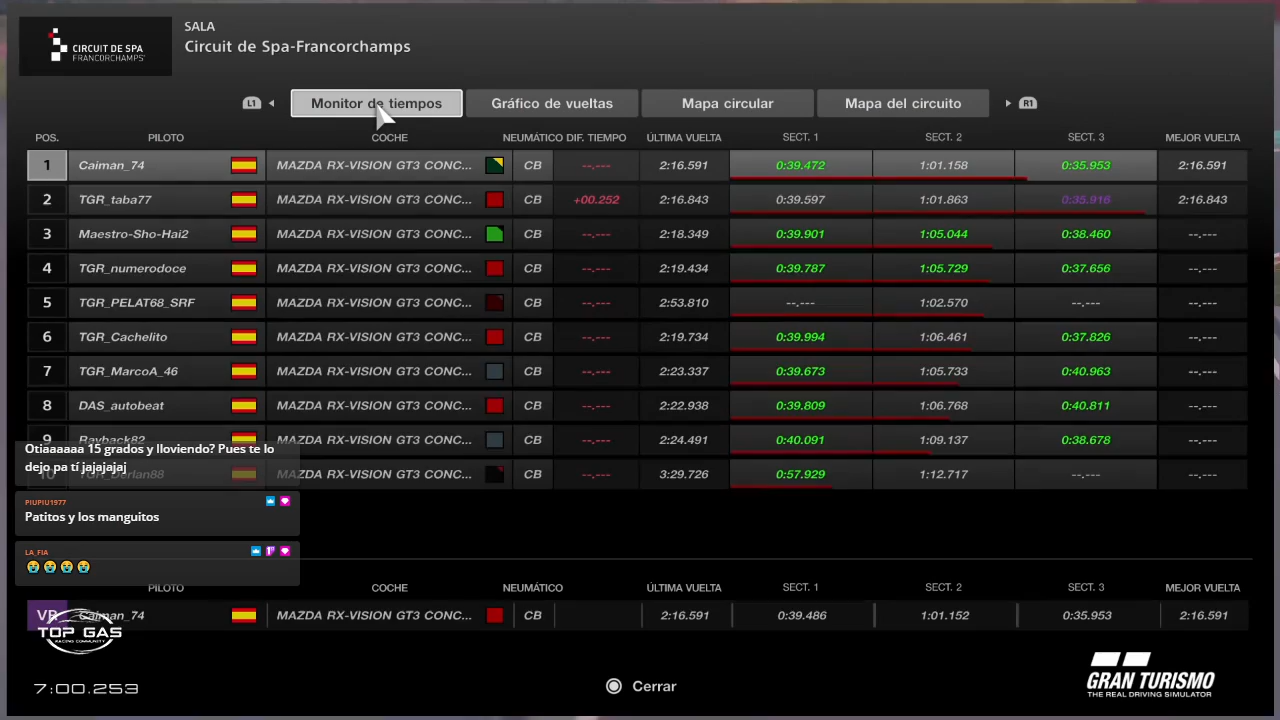 CIRCUIT DE SPA
FRANCORCHAMPS
SALA
Circuit de Spa-Francorchamps
L1 Monitor de tiempos Gráfico de vueltas Mapa circular Mapa del circuito R1
POS. PILOTO COCHE NEUMÁTICO DIF. TIEMPO ÚLTIMA VUELTA SECT. 1 SECT. 2 SECT. 3 MEJOR VUELTA
1 Caiman_74 MAZDA RX-VISION GT3 CONC... CB --.--- 2:16.591 0:39.472 1:01.158 0:35.953 2:16.591
2 TGR_taba77 MAZDA RX-VISION GT3 CONC... CB +00.252 2:16.843 0:39.597 1:01.863 0:35.916 2:16.843
3 Maestro-Sho-Hai2 MAZDA RX-VISION GT3 CONC... CB --.--- 2:18.349 0:39.901 1:05.044 0:38.460 --.---
4 TGR_numerodoce MAZDA RX-VISION GT3 CONC... CB --.--- 2:19.434 0:39.787 1:05.729 0:37.656 --.---
5 TGR_PELAT68_SRF MAZDA RX-VISION GT3 CONC... CB --.--- 2:53.810 --.--- 1:02.570 --.--- --.---
6 TGR_Cachelito MAZDA RX-VISION GT3 CONC... CB --.--- 2:19.734 0:39.994 1:06.461 0:37.826 --.---
7 TGR_MarcoA_46 MAZDA RX-VISION GT3 CONC... CB --.--- 2:23.337 0:39.673 1:05.733 0:40.963 --.---
8 DAS_autobeat MAZDA RX-VISION GT3 CONC... CB --.--- 2:22.938 0:39.809 1:06.768 0:40.811 --.---
9 Rayback82 MAZDA RX-VISION GT3 CONC... CB --.--- 2:24.491 0:40.091 1:09.137 0:38.678 --.---
10 TGR_Derlan88 MAZDA RX-VISION GT3 CONC... CB --.--- 3:29.726 0:57.929 1:12.717 --.--- --.---
Otiaaaaaa 15 grados y lloviendo? Pues te lo
dejo pa tí jajajajaj
PIUPIU1977
Patitos y los manguitos
LA_FIA
😭 😭 😭 😭
PILOTO COCHE NEUMÁTICO ÚLTIMA VUELTA SECT. 1 SECT. 2 SECT. 3 MEJOR VUELTA
VR Caiman_74 MAZDA RX-VISION GT3 CONC... CB 2:16.591 0:39.486 1:01.152 0:35.953 2:16.591
TOP GAS
RACING COMMUNITY
7:00.253
Cerrar
GRAN TURISMO
THE REAL DRIVING SIMULATOR